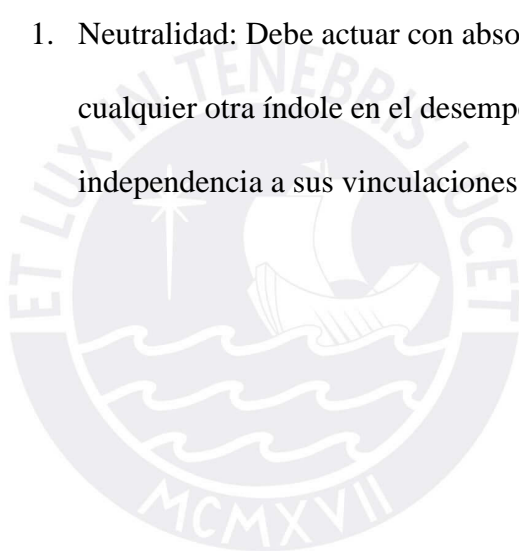 1. Neutralidad: Debe actuar con abso
cualquier otra índole en el desemp
independencia a sus vinculaciones
ET LUX IN TENEBRIS LUCET
MCMXVII